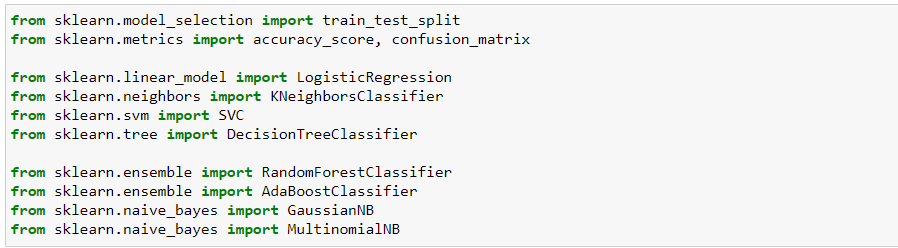 from sklearn.model_selection import train_test_split
from sklearn.metrics import accuracy_score, confusion_matrix
from sklearn.linear_model import LogisticRegression
from sklearn.neighbors import KNeighborsClassifier
from sklearn.svm import SVC
from sklearn.tree import DecisionTreeClassifier
from sklearn.ensemble import RandomForestClassifier
from sklearn.ensemble import AdaBoostClassifier
from sklearn.naive_bayes import GaussianNB
from sklearn.naive_bayes import MultinomialNB